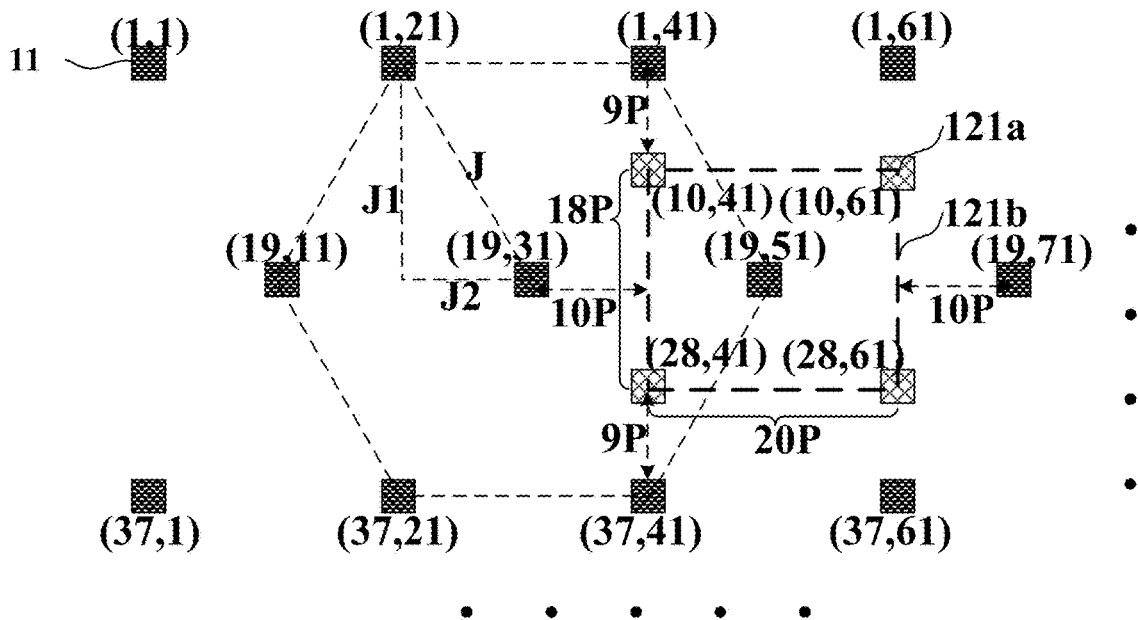 (1,1) (1,21) (1,41) (1,61)
11
9P
121a
J
(10,41) (10,61)
J1
18P
121b
(19,11) (19,31) (19,51) (19,71)
J2
10P 10P
(28,41) (28,61)
9P 20P
(37,1) (37,21) (37,41) (37,61)